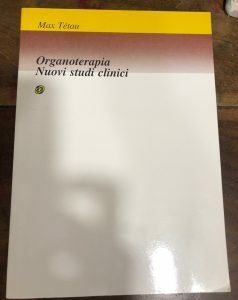 Max Tétau
Organoterapia
Nuovi studi clinici